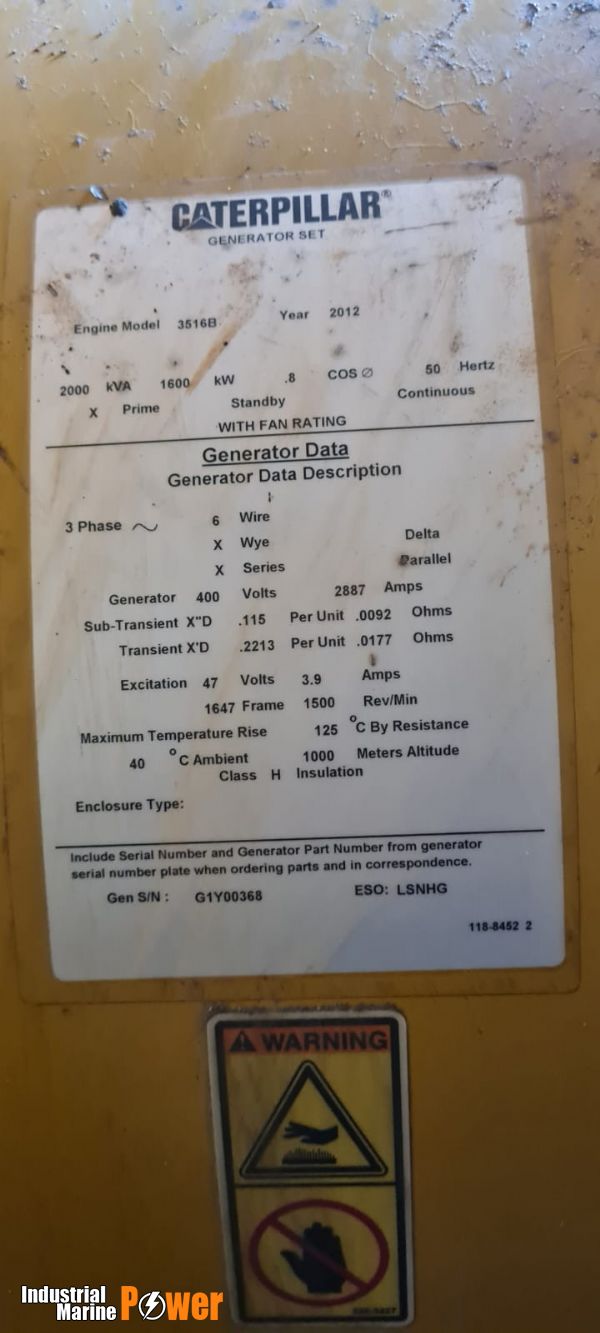 CATERPILLAR®
GENERATOR SET
Engine Model 3516B Year 2012
2000 kVA 1600 kW .8 COS ∅ 50 Hertz
X Prime Standby Continuous
WITH FAN RATING
Generator Data
Generator Data Description
3 Phase ~ 6 Wire
X Wye Delta
X Series Parallel
Generator 400 Volts 2887 Amps
Sub-Transient X"D .115 Per Unit .0092 Ohms
Transient X'D .2213 Per Unit .0177 Ohms
Excitation 47 Volts 3.9 Amps
1647 Frame 1500 Rev/Min
Maximum Temperature Rise 125 °C By Resistance
40 °C Ambient 1000 Meters Altitude
Class H Insulation
Enclosure Type:
Include Serial Number and Generator Part Number from generator
serial number plate when ordering parts and in correspondence.
Gen S/N : G1Y00368 ESO: LSNHG
118-8452 2
WARNING
Industrial
Marine Power